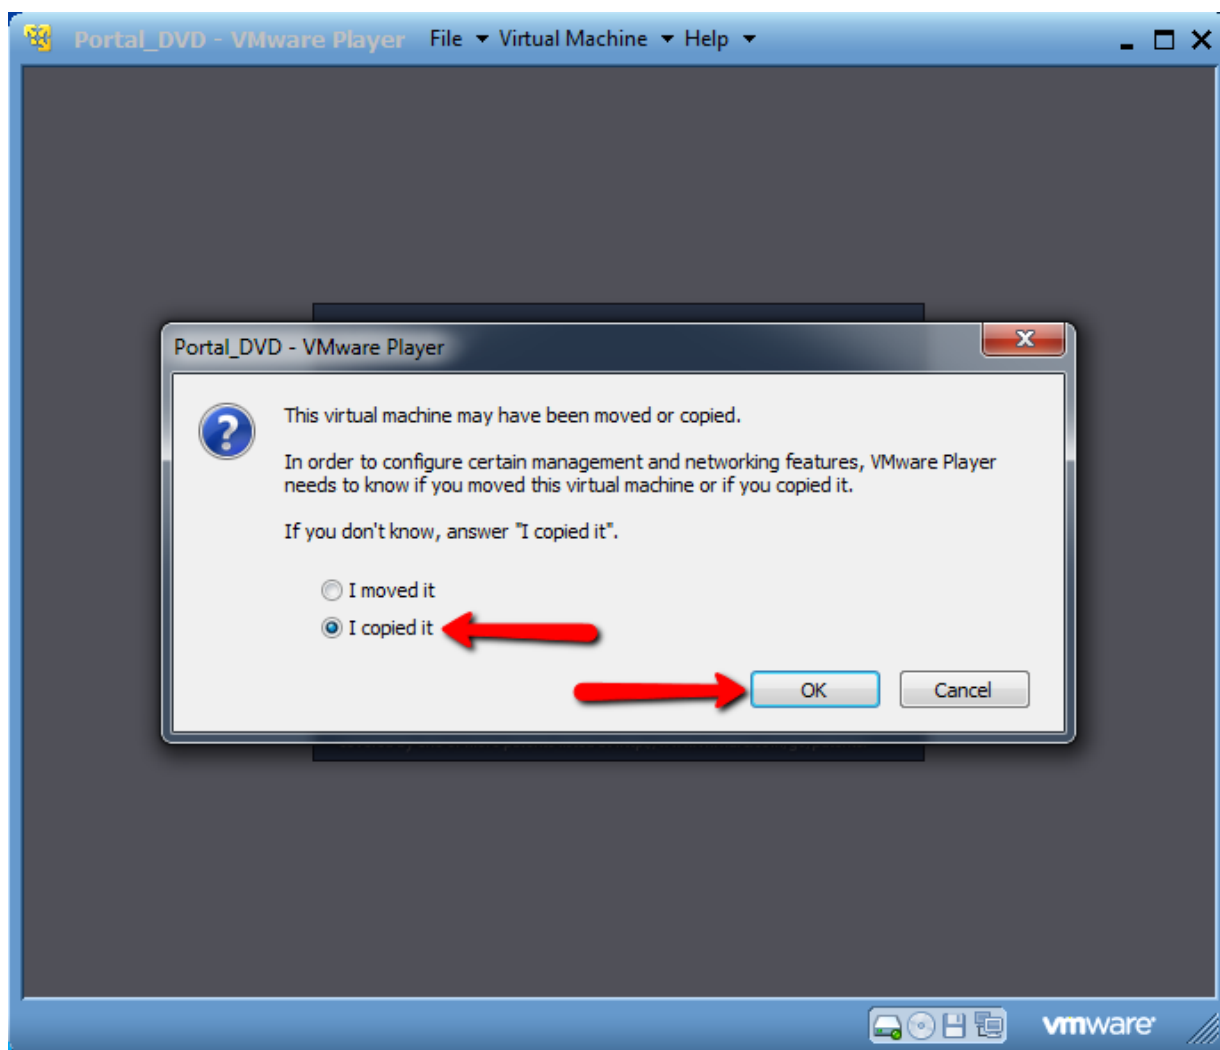 Portal_DVD - VMware Player File Virtual Machine Help
Portal_DVD - VMware Player
This virtual machine may have been moved or copied.
In order to configure certain management and networking features, VMware Player
needs to know if you moved this virtual machine or if you copied it.
If you don't know, answer "I copied it".
I moved it
I copied it
OK Cancel
vmware